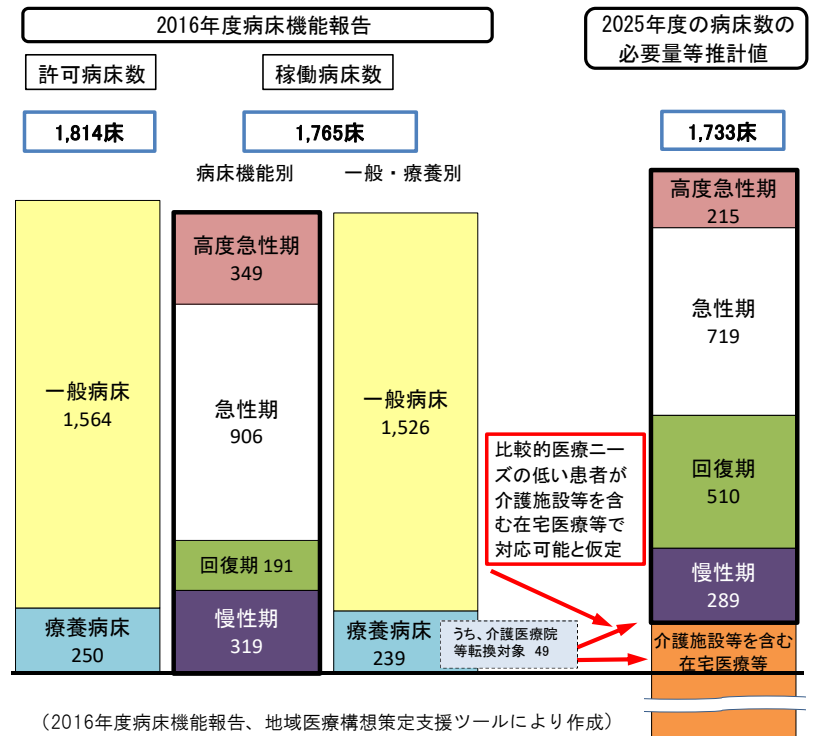 2016年度病床機能報告
2025年度の病床数の
必要量等推計値
許可病床数
稼働病床数
1,814床
1,765床
1,733床
病床機能別
一般・療養別
一般病床
1,564
療養病床
250
高度急性期
349
急性期
906
回復期 191
慢性期
319
一般病床
1,526
療養病床
239
うち、介護医療院
等転換対象 49
比較的医療ニー
ズの低い患者が
介護施設等を含
む在宅医療等で
対応可能と仮定
高度急性期
215
急性期
719
回復期
510
慢性期
289
介護施設等を含む
在宅医療等
（2016年度病床機能報告、地域医療構想策定支援ツールにより作成）